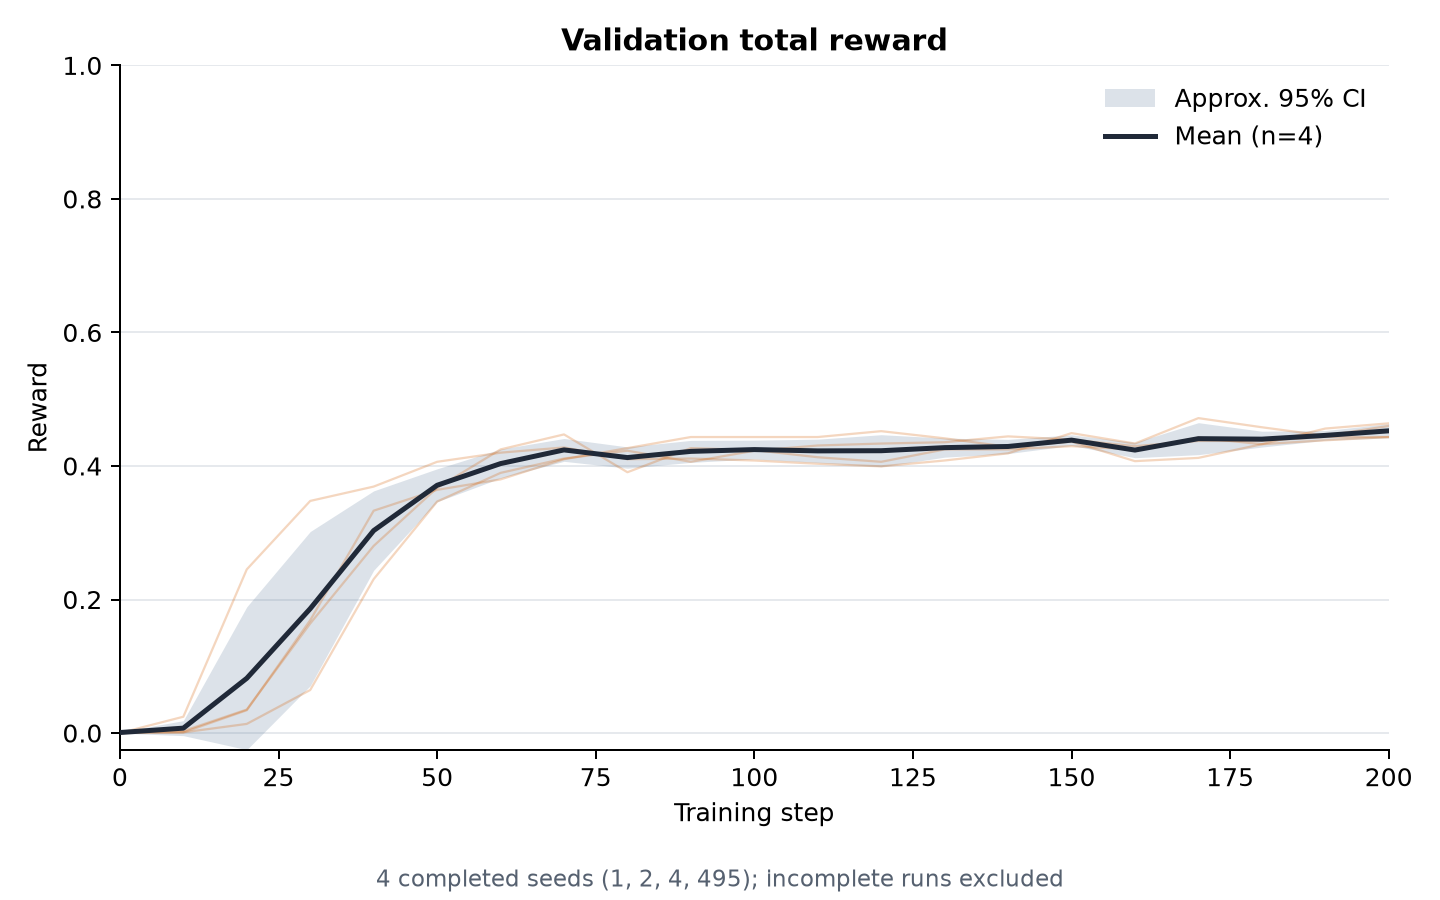 Validation total reward
1.0
0.8
0.6
0.4
0.2
0.0
Reward
Approx. 95% CI
Mean (n=4)
0 25 50 75 100 125 150 175 200
Training step
4 completed seeds (1, 2, 4, 495); incomplete runs excluded